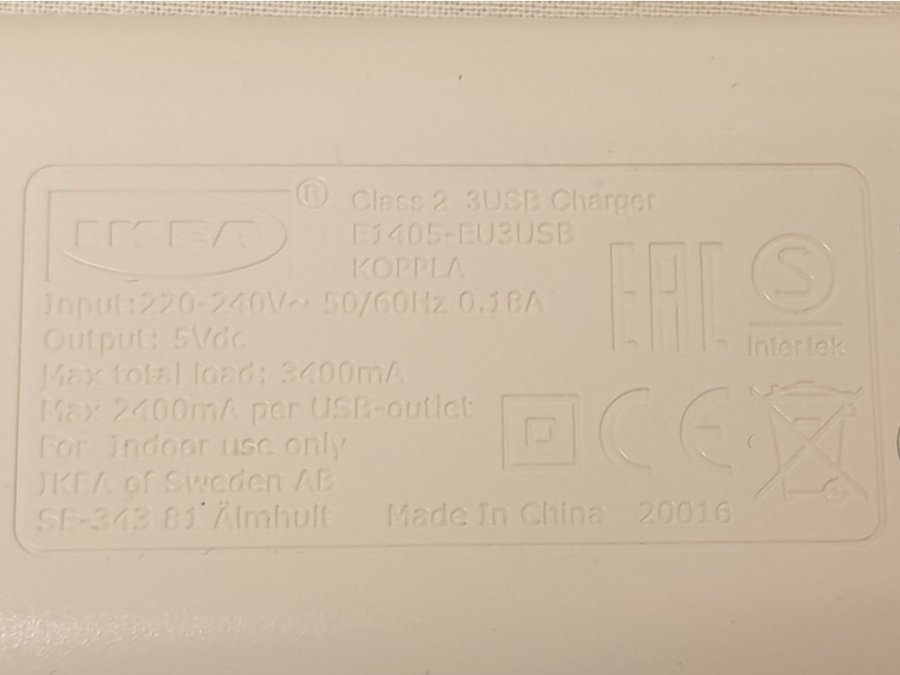 IKEA®
Class 2 3USB Charger
E1405-EU3USB
KOPPLA
Input:220-240V~ 50/60Hz 0.18A
Output: 5Vdc
Max total load: 3400mA
Max 2400mA per USB-outlet
For Indoor use only
IKEA of Sweden AB
SE-343 81 Älmhult
Made In China 20016
EAC
S
Intertek
CE